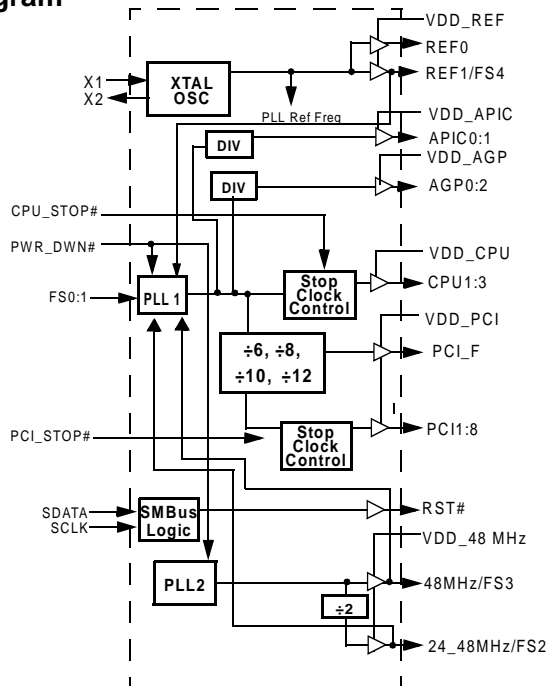 gram
VDD_REF
REF0
REF1/FS4
X1
X2
XTAL
OSC
PLL Ref Freq
VDD_APIC
APIC0:1
DIV
VDD_AGP
AGP0:2
DIV
CPU_STOP#
PWR_DWN#
VDD_CPU
CPU1:3
FS0:1
PLL 1
Stop
Clock
Control
VDD_PCI
÷6, ÷8,
÷10, ÷12
PCI_F
PCI_STOP#
Stop
Clock
Control
PCI1:8
SDATA
SCLK
SMBus
Logic
RST#
VDD_48 MHz
PLL2
48MHz/FS3
÷2
24_48MHz/FS2